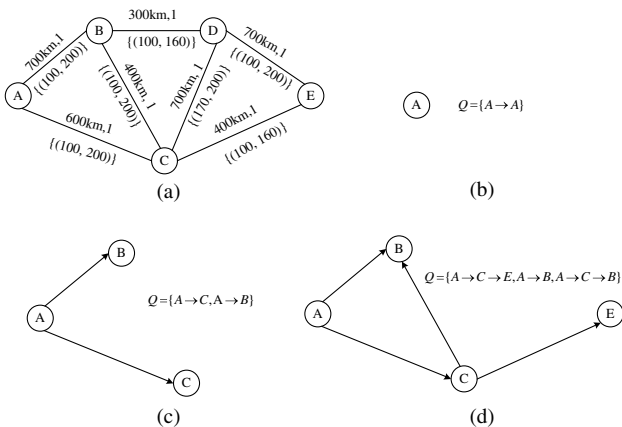 300km,1
{(100, 160)}
700km,1
{(100, 200)}
700km,1
{(100, 200)}
400km, 1
{(100, 200)}
700km, 1
{(170, 200)}
600km,1
{(100, 200)}
400km, 1
{(100, 160)}
A
B
D
E
C
(a)
A
Q={A→A}
(b)
B
Q={A→C,A→B}
A
C
(c)
B
Q={A→C→E,A→B,A→C→B}
A
E
C
(d)